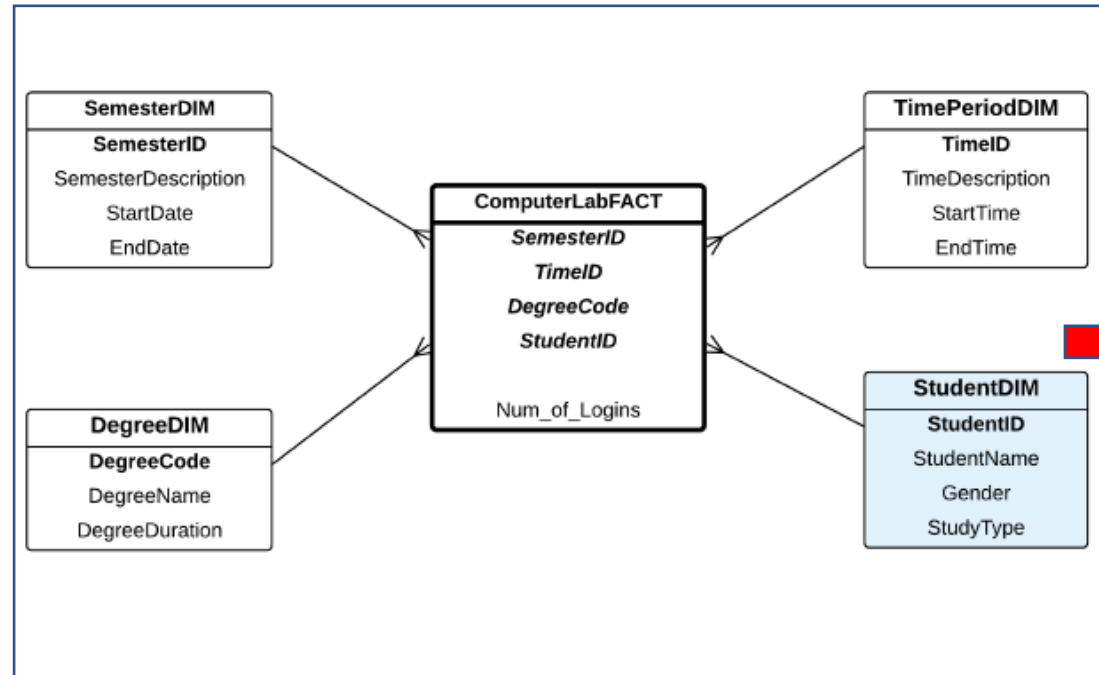 SemesterDIM
SemesterID
SemesterDescription
StartDate
EndDate
TimePeriodDIM
TimeID
TimeDescription
StartTime
EndTime
ComputerLabFACT
SemesterID
TimeID
DegreeCode
StudentID
Num_of_Logins
DegreeDIM
DegreeCode
DegreeName
DegreeDuration
StudentDIM
StudentID
StudentName
Gender
StudyType